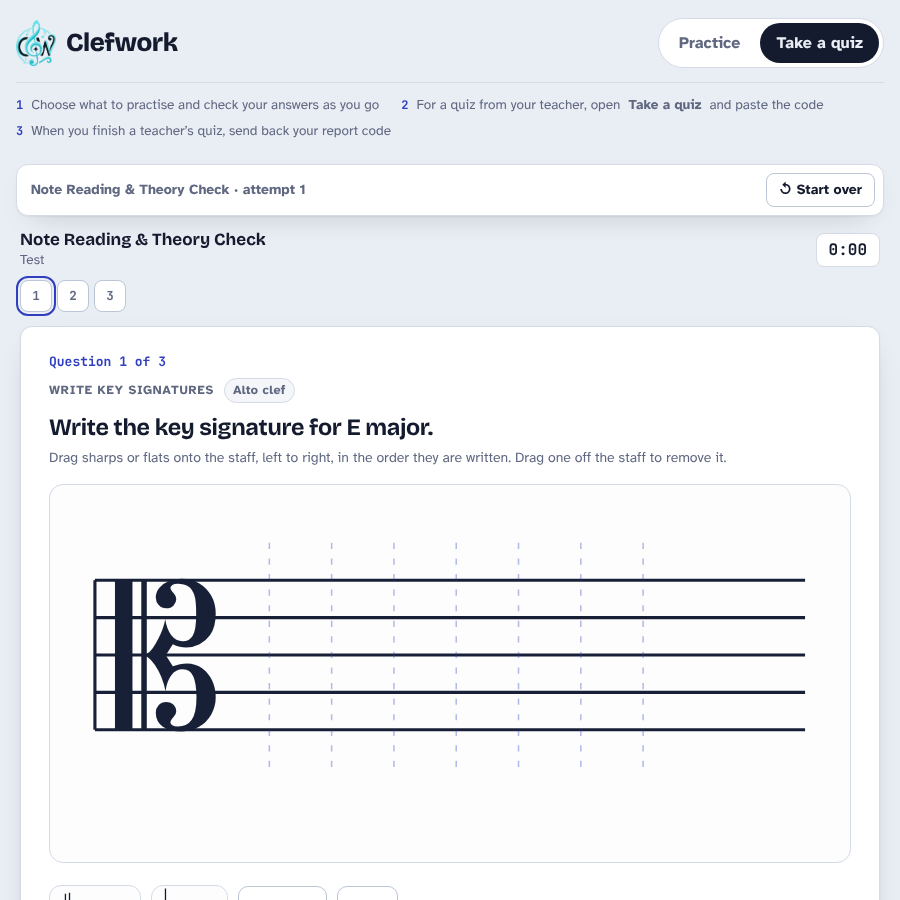 Clefwork
Practice
Take a quiz
1 Choose what to practise and check your answers as you go
2 For a quiz from your teacher, open Take a quiz and paste the code
3 When you finish a teacher's quiz, send back your report code
Note Reading & Theory Check · attempt 1
Start over
Note Reading & Theory Check
0:00
Test
1 2 3
Question 1 of 3
WRITE KEY SIGNATURES Alto clef
Write the key signature for E major.
Drag sharps or flats onto the staff, left to right, in the order they are written. Drag one off the staff to remove it.